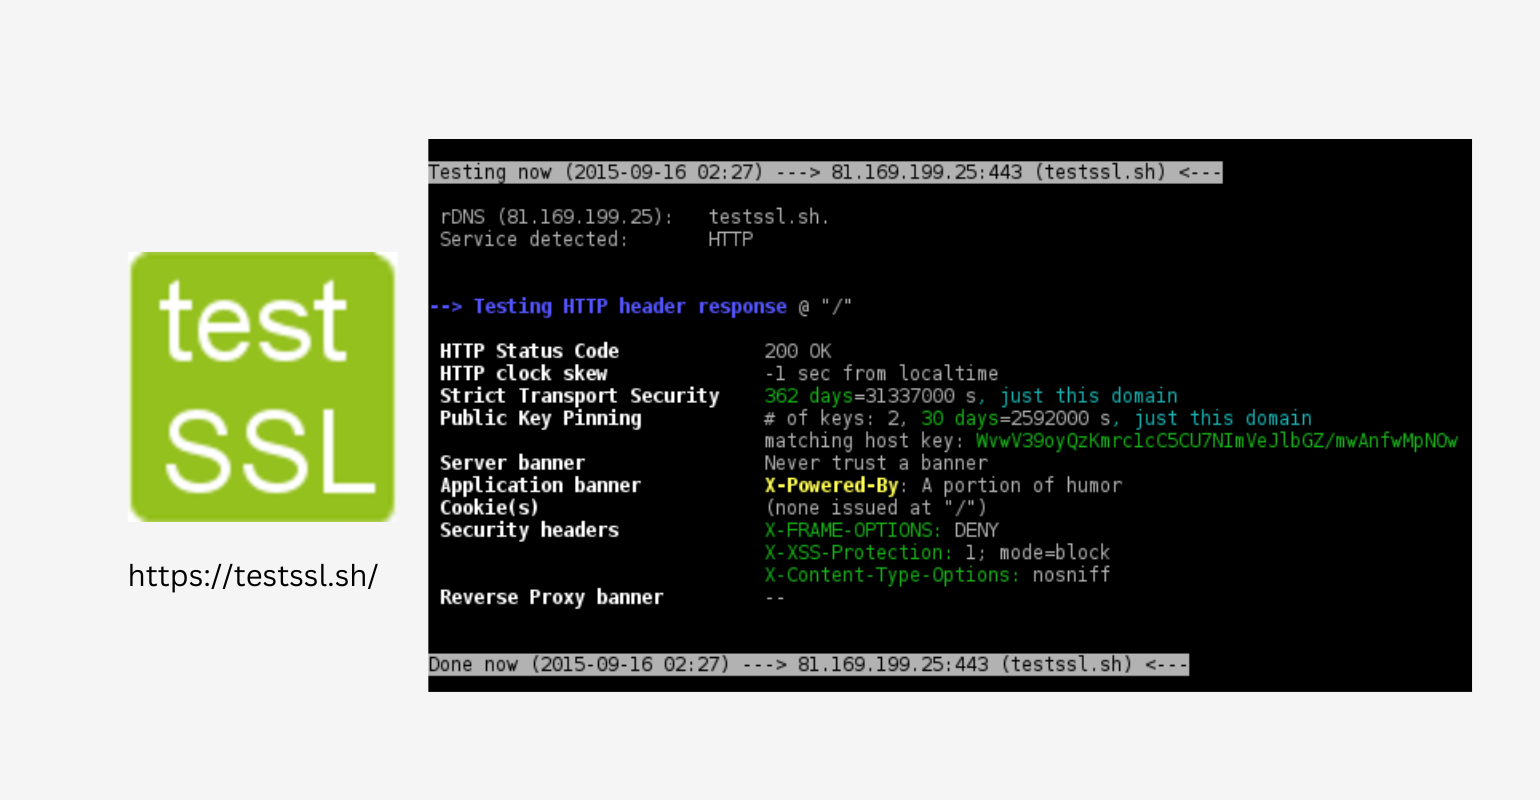 test
SSL
https://testssl.sh/
Testing now (2015-09-16 02:27) ---> 81.169.199.25:443 (testssl.sh) <---
rDNS (81.169.199.25): testssl.sh.
Service detected: HTTP
--> Testing HTTP header response @ "/"
HTTP Status Code 200 OK
HTTP clock skew -1 sec from localtime
Strict Transport Security 362 days=31337000 s, just this domain
Public Key Pinning # of keys: 2, 30 days=2592000 s, just this domain
matching host key: WvwV39oyQzKmrclcC5CU7NImVeJlbGZ/mwAnfwMpNOw
Server banner Never trust a banner
Application banner X-Powered-By: A portion of humor
Cookie(s) (none issued at "/")
Security headers X-FRAME-OPTIONS: DENY
X-XSS-Protection: 1; mode=block
X-Content-Type-Options: nosniff
Reverse Proxy banner --
Done now (2015-09-16 02:27) ---> 81.169.199.25:443 (testssl.sh) <---